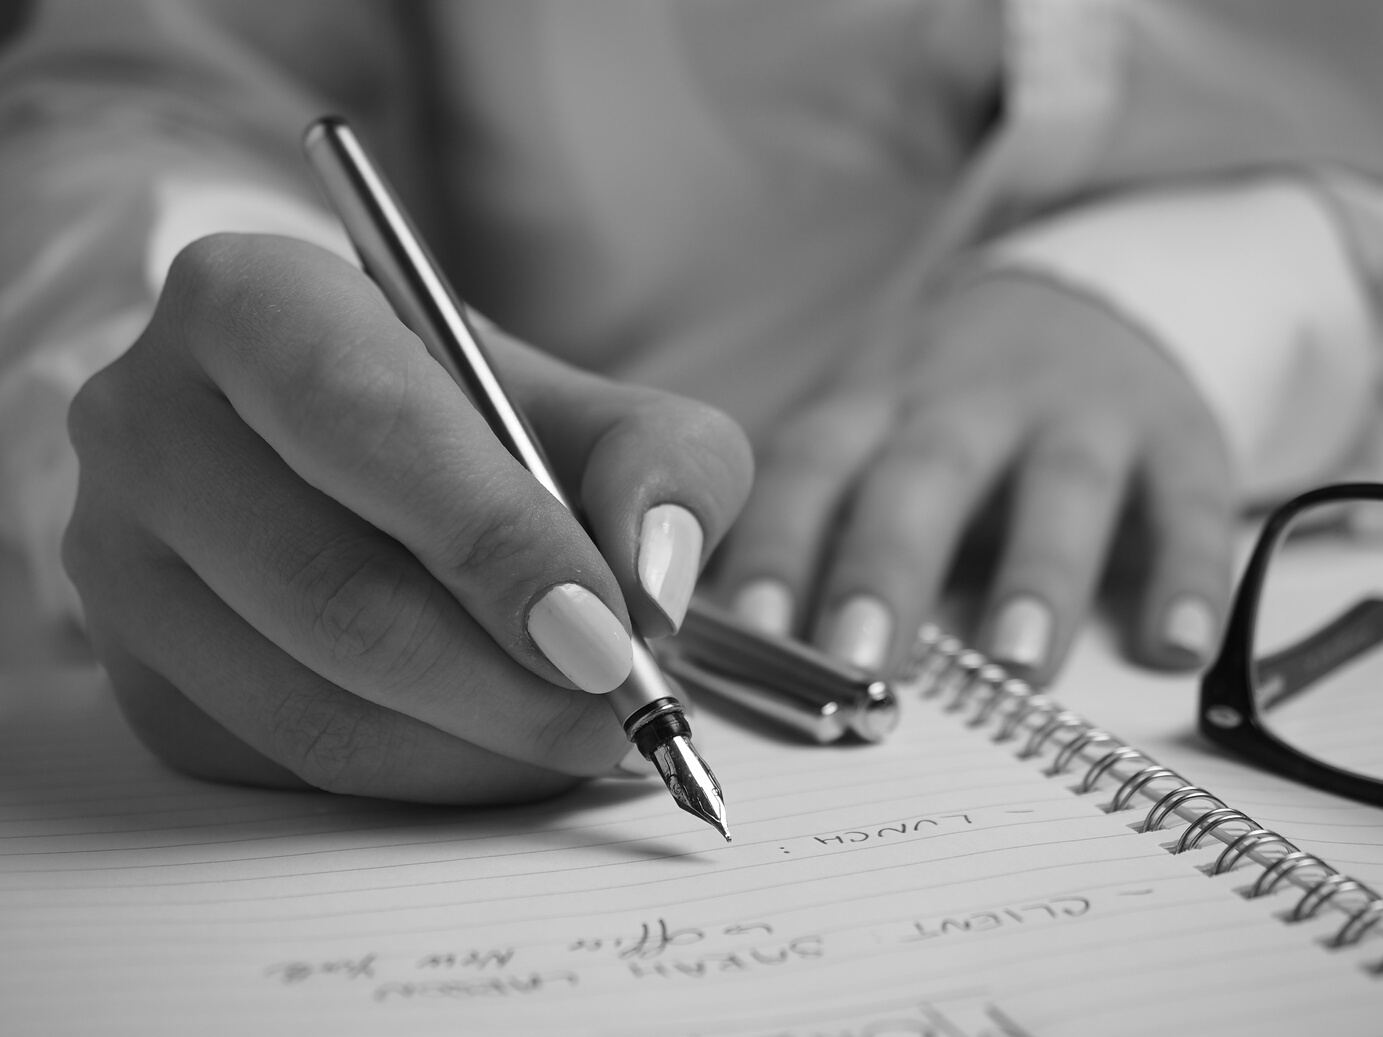 - CLIENT : SARAH LARSON
↳ office New York
- LUNCH :